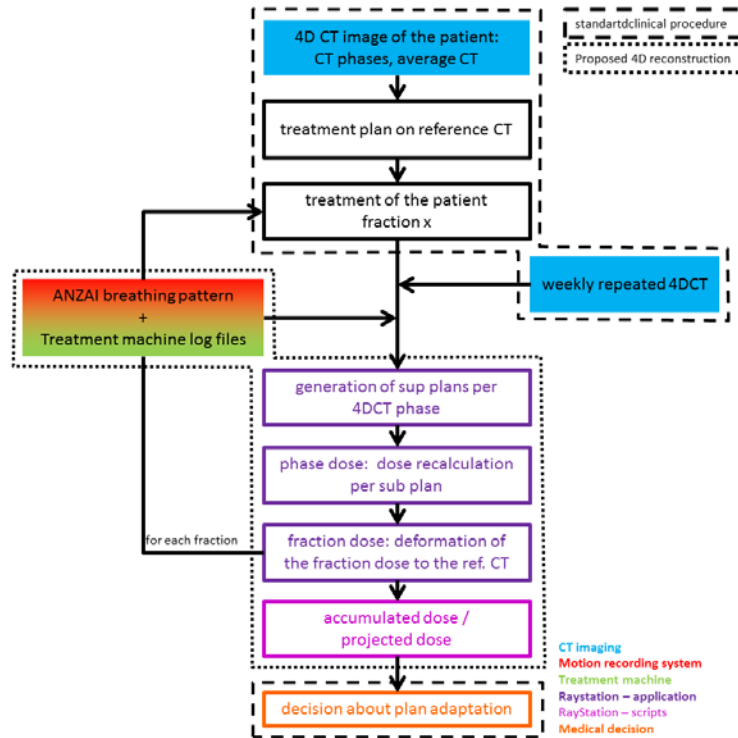 4D CT image of the patient:
CT phases, average CT
standartdclinical procedure
Proposed 4D reconstruction
treatment plan on reference CT
treatment of the patient
fraction x
ANZAI breathing pattern
+
Treatment machine log files
weekly repeated 4DCT
generation of sup plans per
4DCT phase
phase dose: dose recalculation
per sub plan
for each fraction
fraction dose: deformation of
the fraction dose to the ref. CT
accumulated dose /
projected dose
decision about plan adaptation
CT imaging
Motion recording system
Treatment machine
Raystation – application
RayStation – scripts
Medical decision